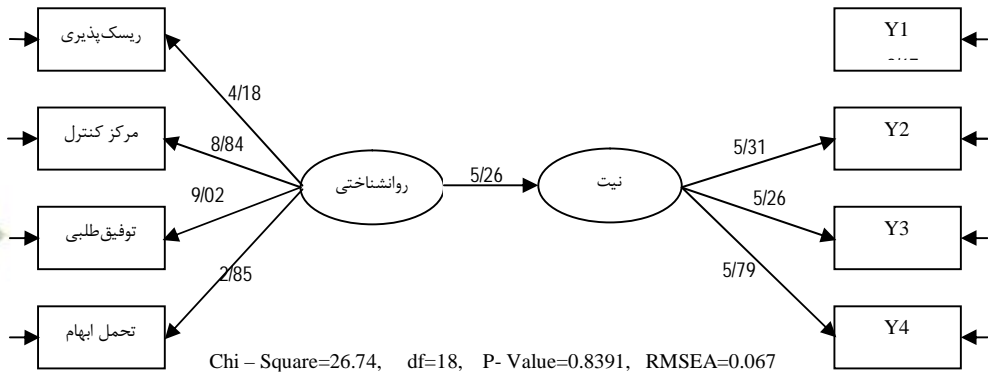 ریسک‌پذیری
4/18
مرکز کنترل
8/84
توفیق‌طلبی
9/02
تحمل ابهام
2/85
روانشناختی
5/26
نیت
Y1
Y2
5/31
Y3
5/26
Y4
5/79
Chi – Square=26.74, df=18, P- Value=0.8391, RMSEA=0.067